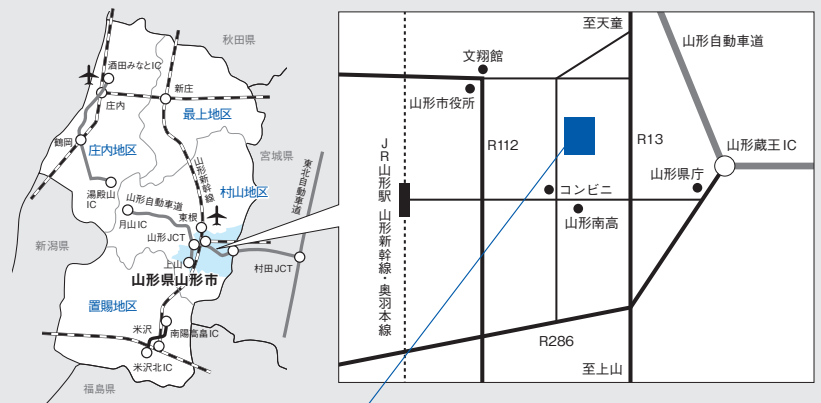 秋田県
酒田みなとIC
庄内
新庄
最上地区
鶴岡
庄内地区
宮城県
山形新幹線
東北自動車道
村山地区
湯殿山
IC
山形自動車道
月山IC
東根
新潟県
山形JCT
上山
山形県山形市
村田JCT
置賜地区
米沢
南陽高畠IC
米沢北IC
福島県
至天童
山形自動車道
文翔館
山形市役所
R112
R13
山形蔵王IC
JR山形駅 山形新幹線・奥羽本線
コンビニ
山形県庁
山形南高
R286
至上山